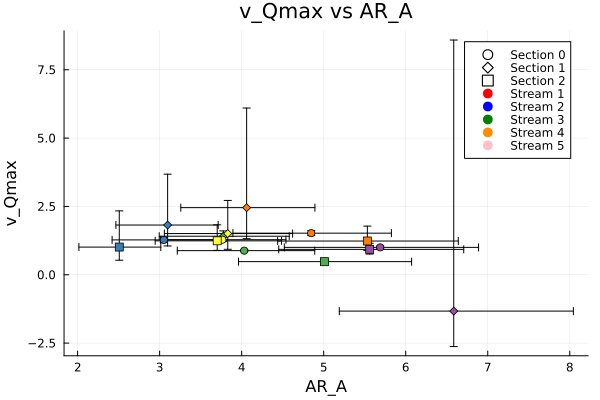 v_Qmax vs AR_A
Section 0
Section 1
Section 2
Stream 1
Stream 2
Stream 3
Stream 4
Stream 5
7.5
5.0
2.5
0.0
−2.5
v_Qmax
2 3 4 5 6 7 8
AR_A